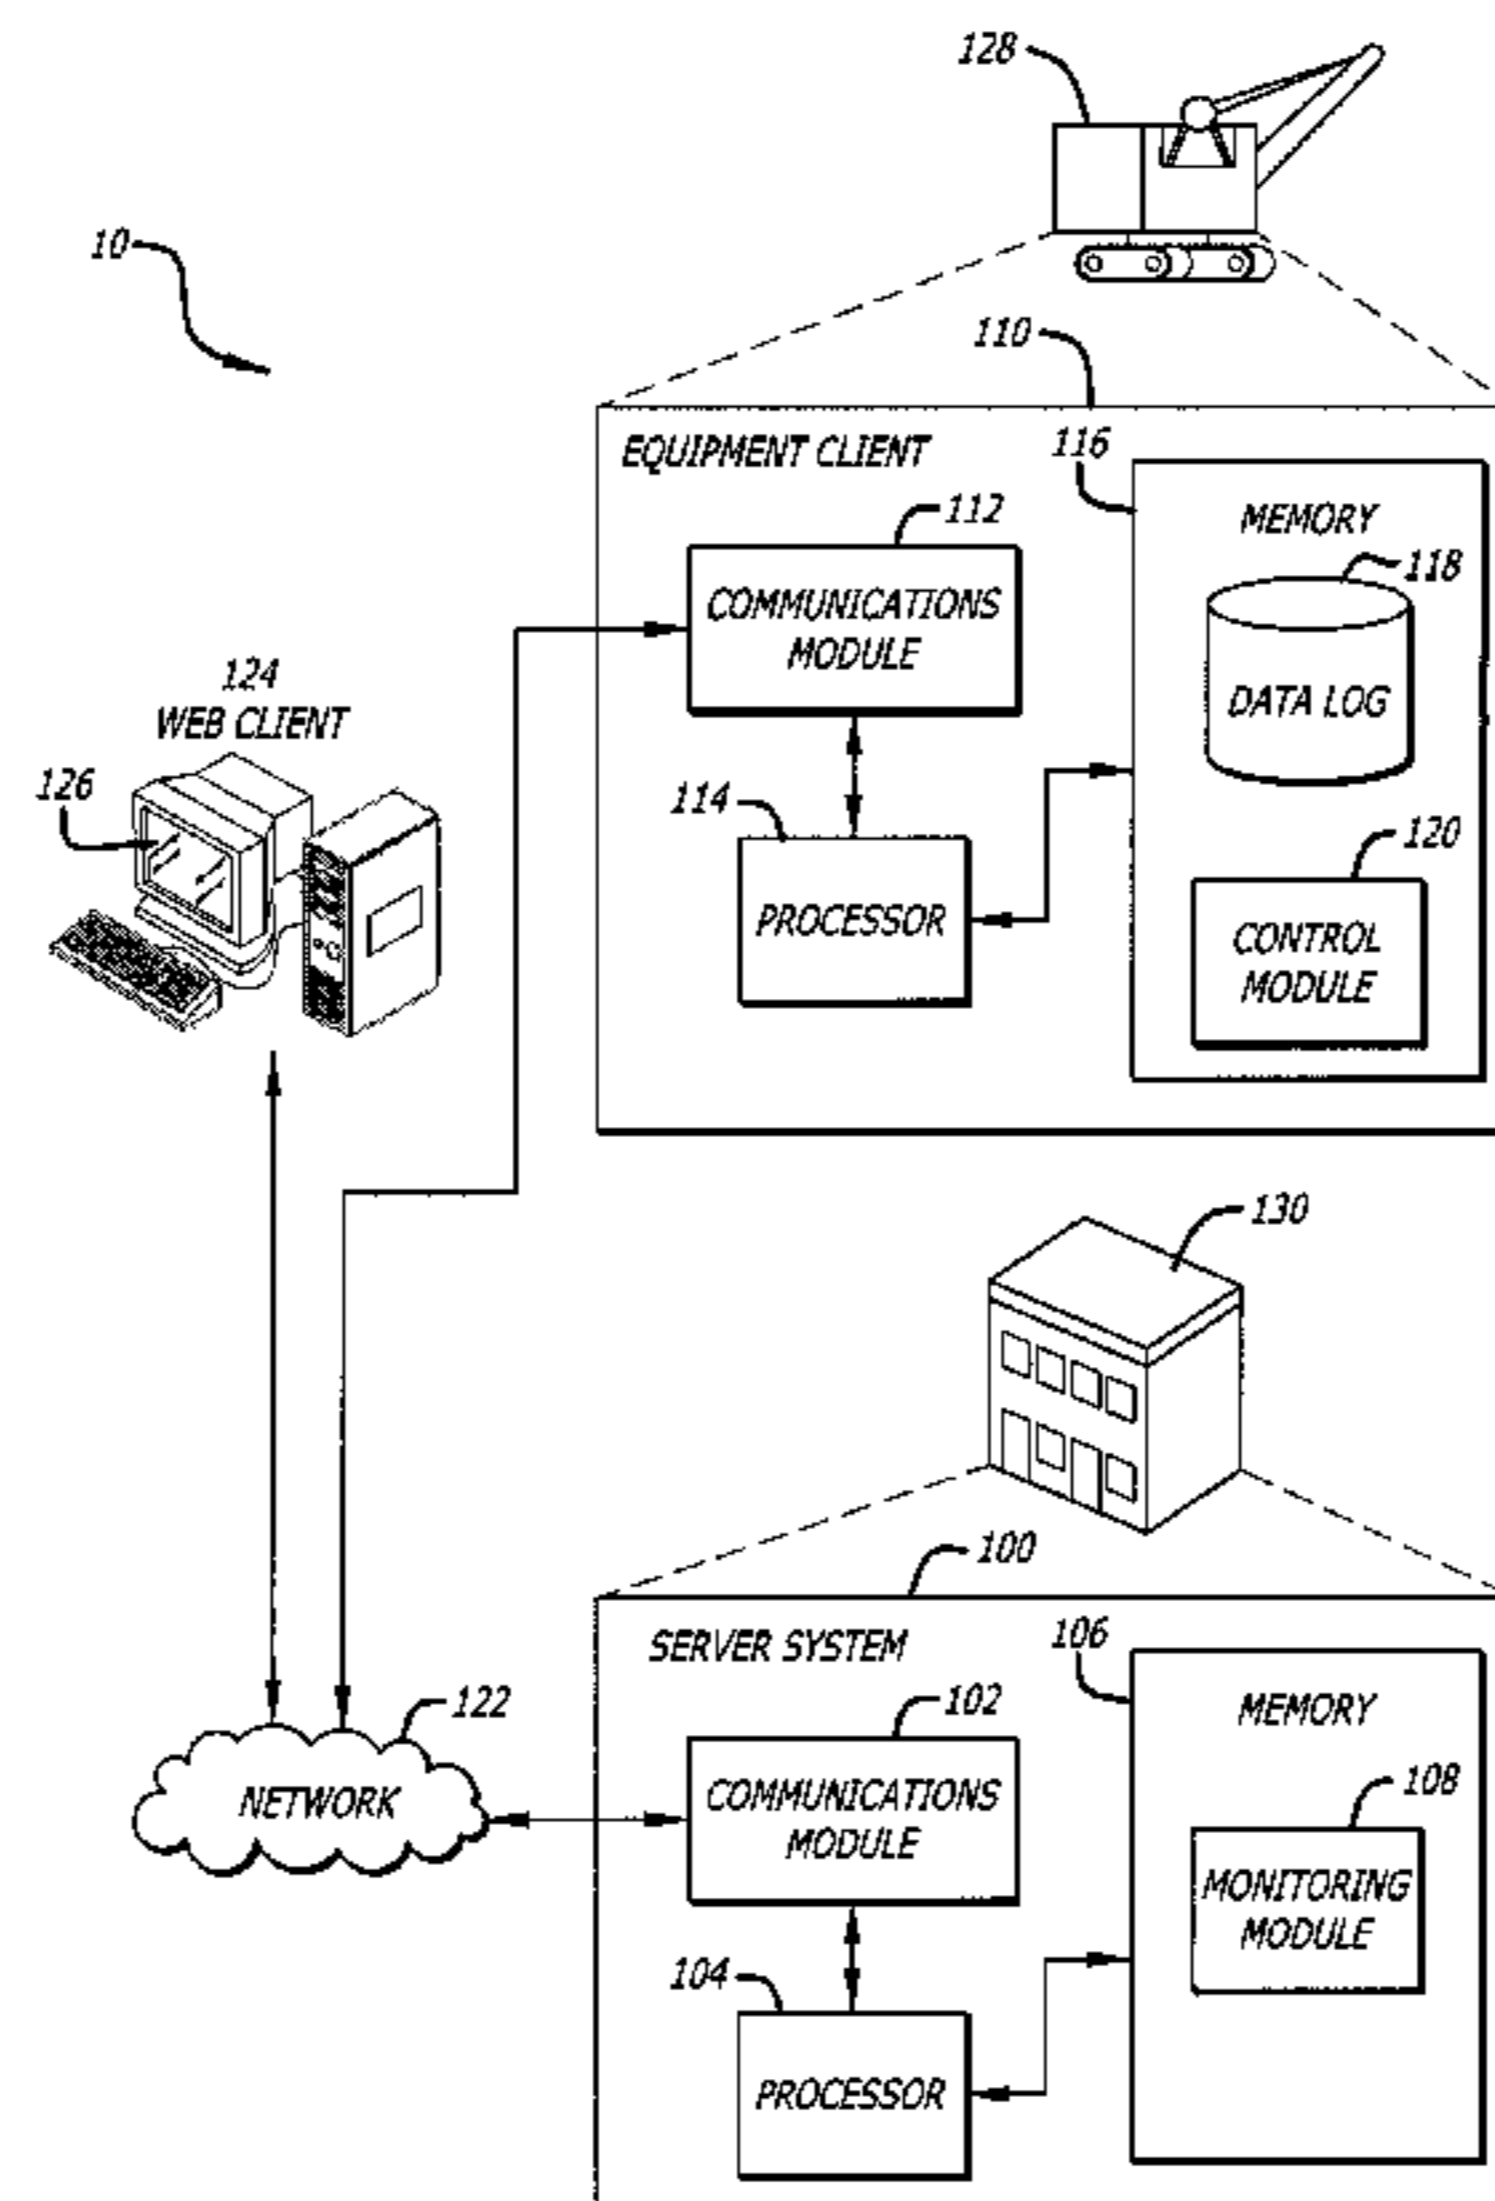 128
10
110
EQUIPMENT CLIENT
116
112
MEMORY
118
COMMUNICATIONS
MODULE
124
WEB CLIENT
DATA LOG
126
114
120
PROCESSOR
CONTROL
MODULE
130
100
SERVER SYSTEM
106
122
102
MEMORY
NETWORK
COMMUNICATIONS
MODULE
108
MONITORING
MODULE
104
PROCESSOR